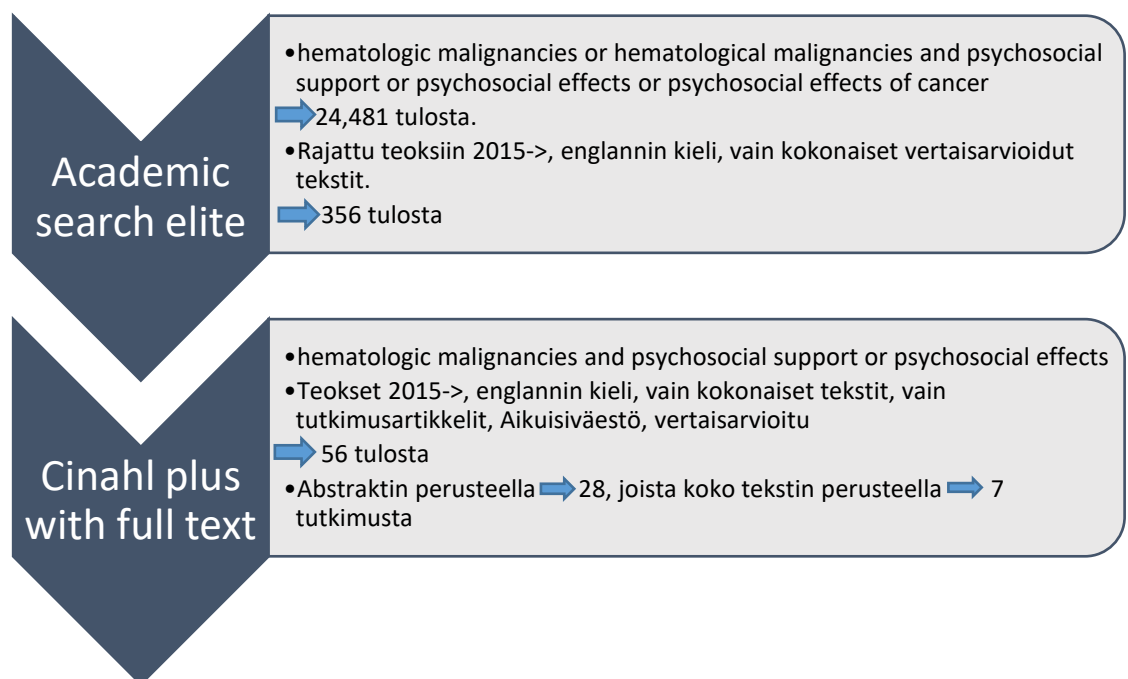 Academic
search elite
•hematologic malignancies or hematological malignancies and psychosocial
support or psychosocial effects or psychosocial effects of cancer
24,481 tulosta.
•Rajattu teoksiin 2015->, englannin kieli, vain kokonaiset vertaisarvioidut
tekstit.
356 tulosta
Cinahl plus
with full text
•hematologic malignancies and psychosocial support or psychosocial effects
•Teokset 2015->, englannin kieli, vain kokonaiset tekstit, vain
tutkimusartikkelit, Aikuisiväestö, vertaisarvioitu
56 tulosta
•Abstraktin perusteella 28, joista koko tekstin perusteella 7
tutkimusta